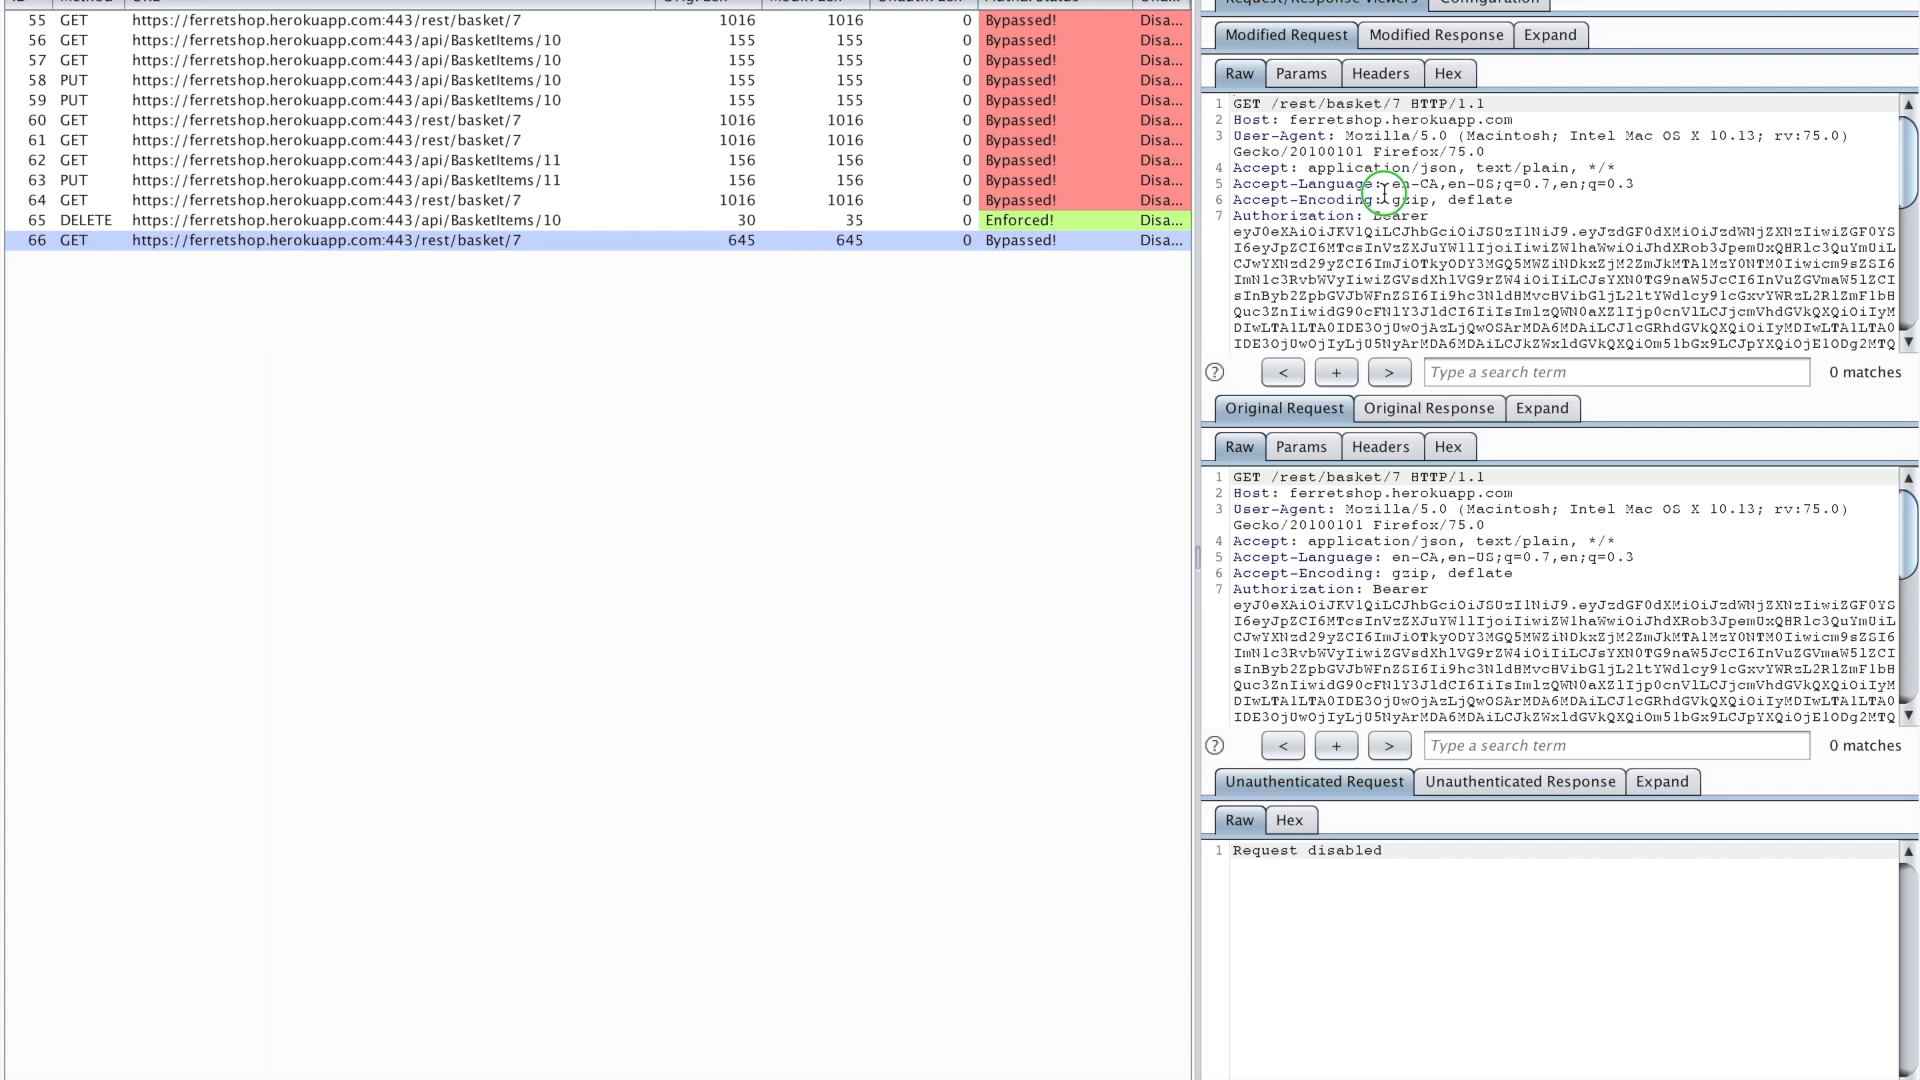 55 GET https://ferretshop.herokuapp.com:443/rest/basket/7 1016 1016 0 Bypassed! Disa...
56 GET https://ferretshop.herokuapp.com:443/api/BasketItems/10 155 155 0 Bypassed! Disa...
57 GET https://ferretshop.herokuapp.com:443/api/BasketItems/10 155 155 0 Bypassed! Disa...
58 PUT https://ferretshop.herokuapp.com:443/api/BasketItems/10 155 155 0 Bypassed! Disa...
59 PUT https://ferretshop.herokuapp.com:443/api/BasketItems/10 155 155 0 Bypassed! Disa...
60 GET https://ferretshop.herokuapp.com:443/rest/basket/7 1016 1016 0 Bypassed! Disa...
61 GET https://ferretshop.herokuapp.com:443/rest/basket/7 1016 1016 0 Bypassed! Disa...
62 GET https://ferretshop.herokuapp.com:443/api/BasketItems/11 156 156 0 Bypassed! Disa...
63 PUT https://ferretshop.herokuapp.com:443/api/BasketItems/11 156 156 0 Bypassed! Disa...
64 GET https://ferretshop.herokuapp.com:443/rest/basket/7 1016 1016 0 Bypassed! Disa...
65 DELETE https://ferretshop.herokuapp.com:443/api/BasketItems/10 30 35 0 Enforced! Disa...
66 GET https://ferretshop.herokuapp.com:443/rest/basket/7 645 645 0 Bypassed! Disa...
Request/Response Viewers Configuration
Modified Request Modified Response Expand
Raw Params Headers Hex
1 GET /rest/basket/7 HTTP/1.1
2 Host: ferretshop.herokuapp.com
3 User-Agent: Mozilla/5.0 (Macintosh; Intel Mac OS X 10.13; rv:75.0)
Gecko/20100101 Firefox/75.0
4 Accept: application/json, text/plain, */*
5 Accept-Language: en-CA,en-US;q=0.7,en;q=0.3
6 Accept-Encoding: gzip, deflate
7 Authorization: Bearer
? < + > Type a search term 0 matches
Original Request Original Response Expand
Raw Params Headers Hex
1 GET /rest/basket/7 HTTP/1.1
2 Host: ferretshop.herokuapp.com
3 User-Agent: Mozilla/5.0 (Macintosh; Intel Mac OS X 10.13; rv:75.0)
Gecko/20100101 Firefox/75.0
4 Accept: application/json, text/plain, */*
5 Accept-Language: en-CA,en-US;q=0.7,en;q=0.3
6 Accept-Encoding: gzip, deflate
7 Authorization: Bearer
? < + > Type a search term 0 matches
Unauthenticated Request Unauthenticated Response Expand
Raw Hex
1 Request disabled